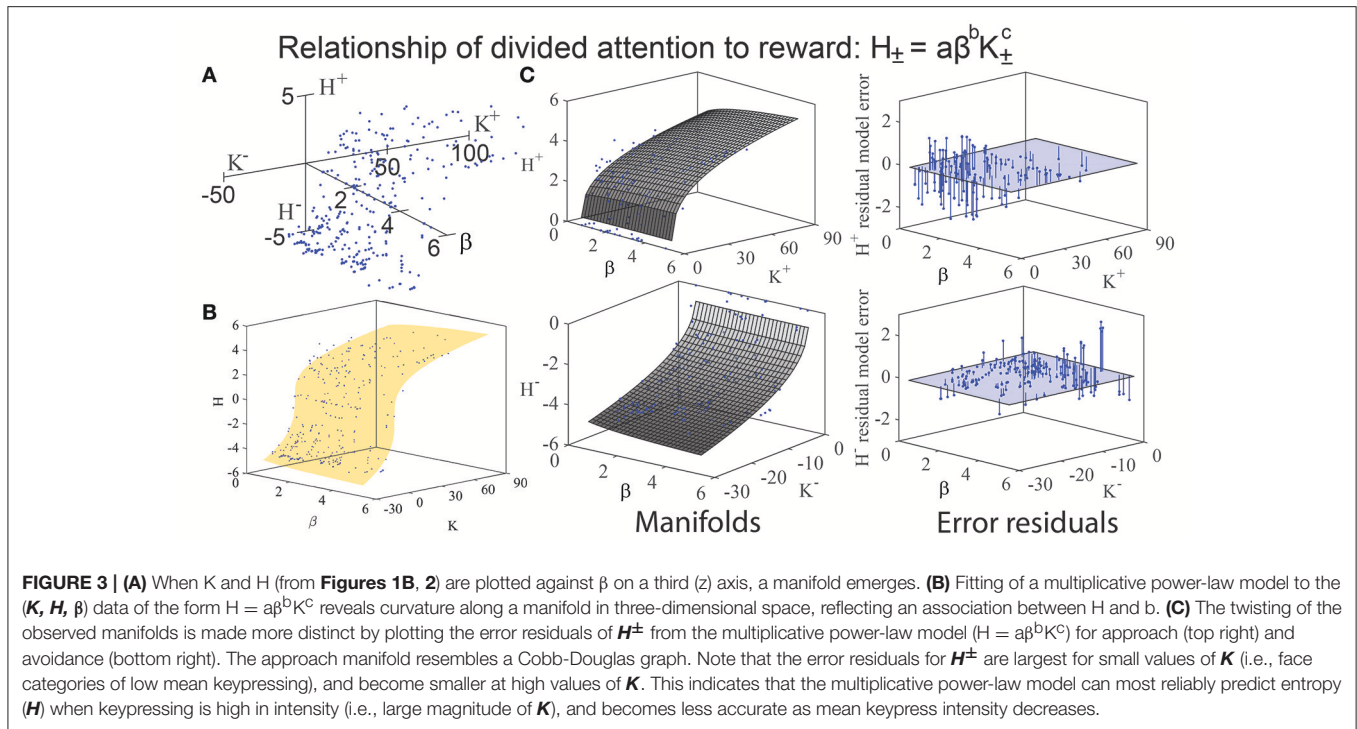 Relationship of divided attention to reward: H± = aβᵇK±ᶜ
A
5
H⁺
K⁺
50
100
K⁻
-50
H⁻
-5
2
4
6
β
B
6
4
2
0
-2
-4
-6
H
0
2
4
6
β
-30
0
30
60
90
K
C
6
4
2
0
H⁺
0
2
4
6
β
0
30
60
90
K⁺
0
-2
-4
-6
H⁻
0
2
4
6
β
-30
-20
-10
0
K⁻
Manifolds
H⁺ residual model error
2
0
-2
0
2
4
6
β
0
30
60
90
K⁺
H⁻ residual model error
2
0
-2
0
2
4
6
β
-30
-20
-10
0
K⁻
Error residuals
FIGURE 3 | (A) When K and H (from Figures 1B, 2) are plotted against β on a third (z) axis, a manifold emerges. (B) Fitting of a multiplicative power-law model to the
(K, H, β) data of the form H = aβᵇKᶜ reveals curvature along a manifold in three-dimensional space, reflecting an association between H and b. (C) The twisting of the
observed manifolds is made more distinct by plotting the error residuals of H± from the multiplicative power-law model (H = aβᵇKᶜ) for approach (top right) and
avoidance (bottom right). The approach manifold resembles a Cobb-Douglas graph. Note that the error residuals for H± are largest for small values of K (i.e., face
categories of low mean keypressing), and become smaller at high values of K. This indicates that the multiplicative power-law model can most reliably predict entropy
(H) when keypressing is high in intensity (i.e., large magnitude of K), and becomes less accurate as mean keypress intensity decreases.